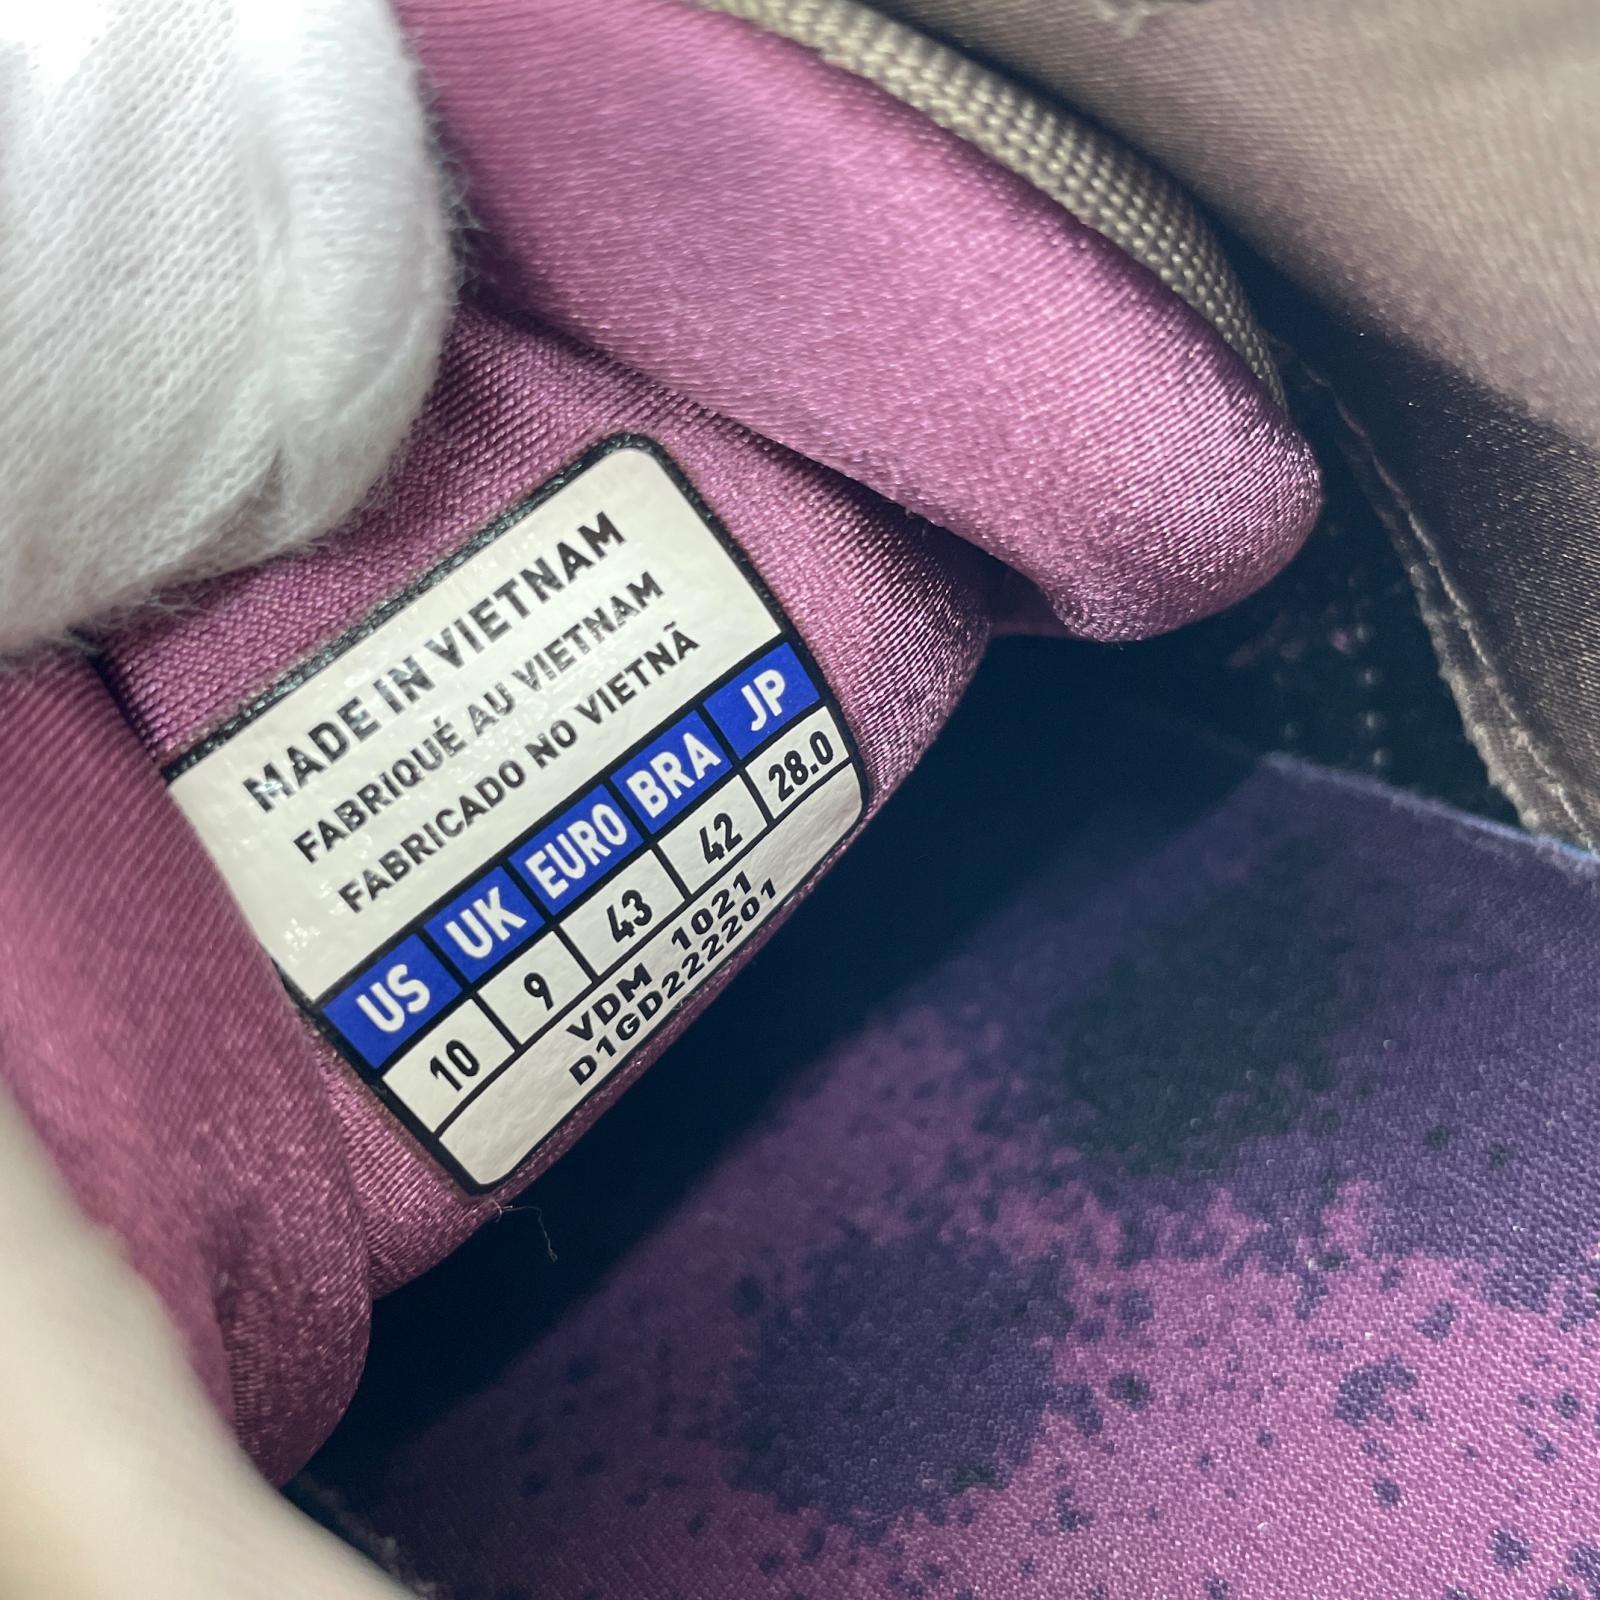 MADE IN VIETNAM
FABRIQUÉ AU VIETNAM
FABRICADO NO VIETNÃ
US UK EURO BRA JP
10 9 43 42 28.0
VDM 1021
D1GD222201